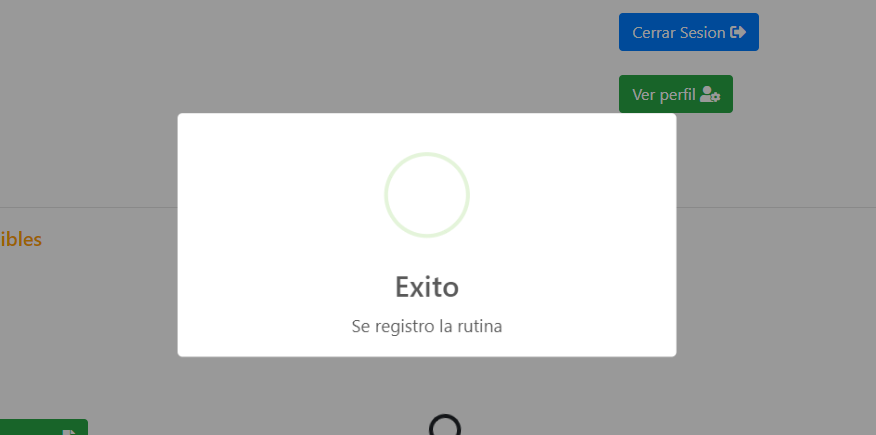 Cerrar Sesion
Ver perfil
ibles
Exito
Se registro la rutina